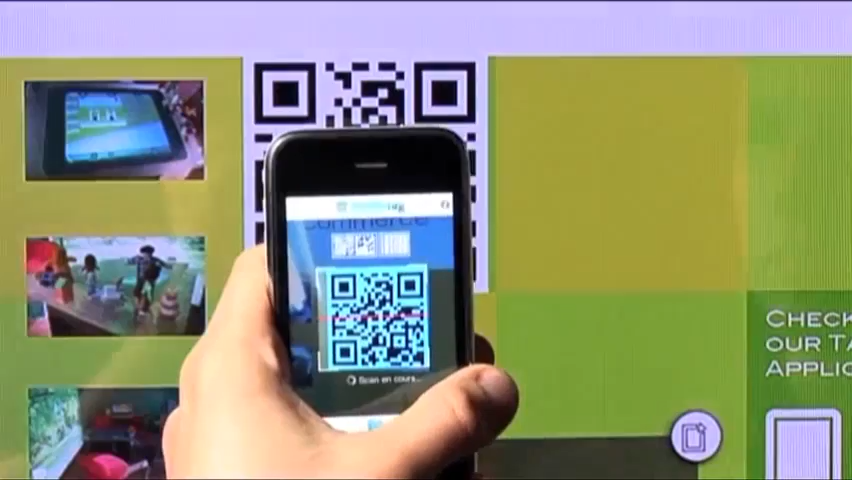 Commerce
Scan en cours...
CHECK
OUR TA
APPLIC